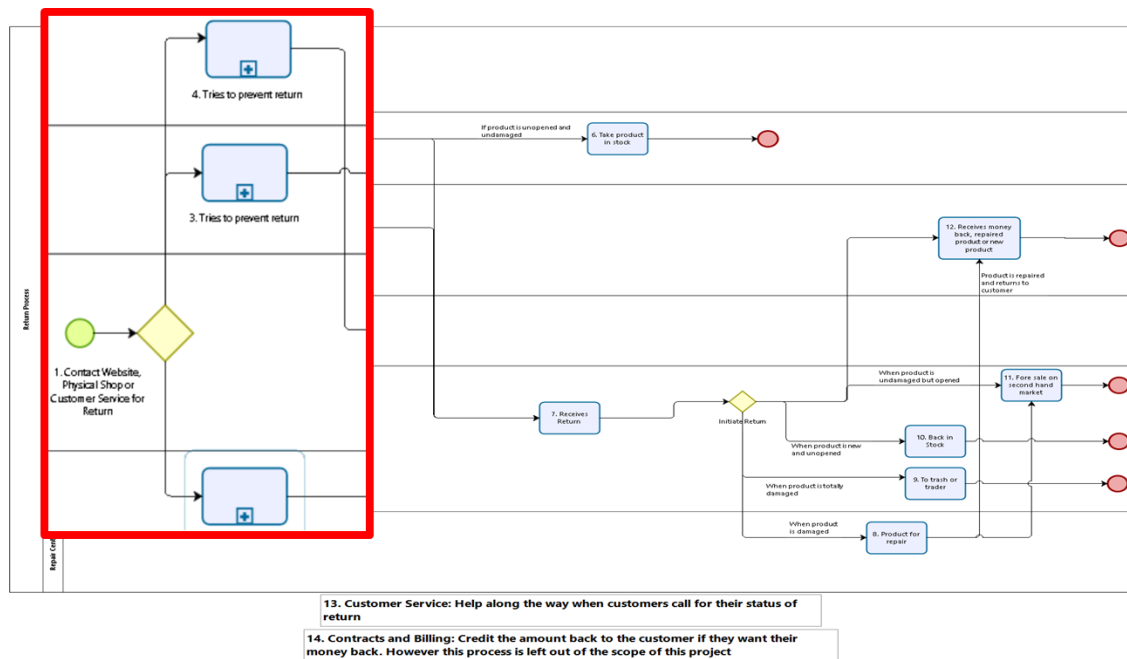 4. Tries to prevent return
3. Tries to prevent return
1. Contact Website,
Physical Shop or
Customer Service for
Return
Return Process
If product is unopened and
undamaged
6. Take product
in stock
12. Receives money
back, repaired
product or new
product
Product is repaired
and returns to
customer
When product is
undamaged but opened
11. Fore sale on
second hand
market
7. Receives
Return
Initiate Return
When product is new
and unopened
10. Back in
Stock
When product is totally
damaged
9. To trash or
trader
When product
is damaged
8. Product for
repair
Repair
13. Customer Service: Help along the way when customers call for their status of
return
14. Contracts and Billing: Credit the amount back to the customer if they want their
money back. However this process is left out of the scope of this project